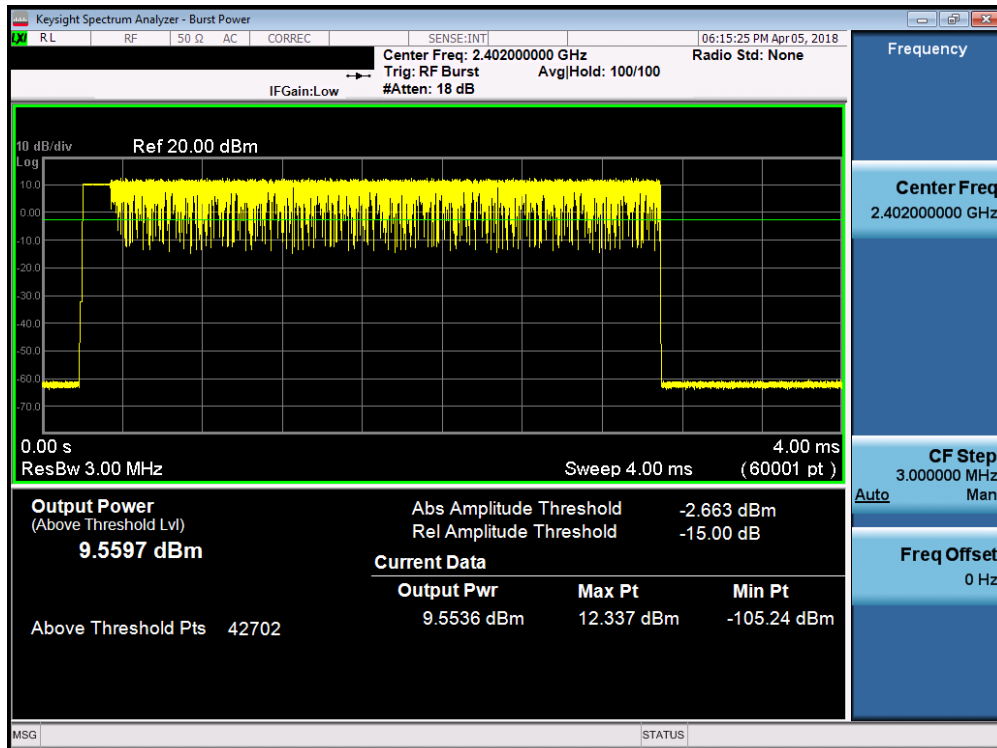 Keysight Spectrum Analyzer - Burst Power
LXI RL RF 50 Ω AC CORREC SENSE:INT 06:15:25 PM Apr 05, 2018
Center Freq: 2.402000000 GHz Radio Std: None
Trig: RF Burst Avg|Hold: 100/100
IFGain:Low #Atten: 18 dB
10 dB/div Ref 20.00 dBm
Log
10.0
0.00
-10.0
-20.0
-30.0
-40.0
-50.0
-60.0
-70.0
0.00 s 4.00 ms
ResBw 3.00 MHz Sweep 4.00 ms (60001 pt)
Output Power
(Above Threshold Lvl)
9.5597 dBm
Above Threshold Pts 42702
Abs Amplitude Threshold -2.663 dBm
Rel Amplitude Threshold -15.00 dB
Current Data
Output Pwr Max Pt Min Pt
9.5536 dBm 12.337 dBm -105.24 dBm
Frequency
Center Freq
2.402000000 GHz
CF Step
3.000000 MHz
Auto Man
Freq Offset
0 Hz
MSG STATUS